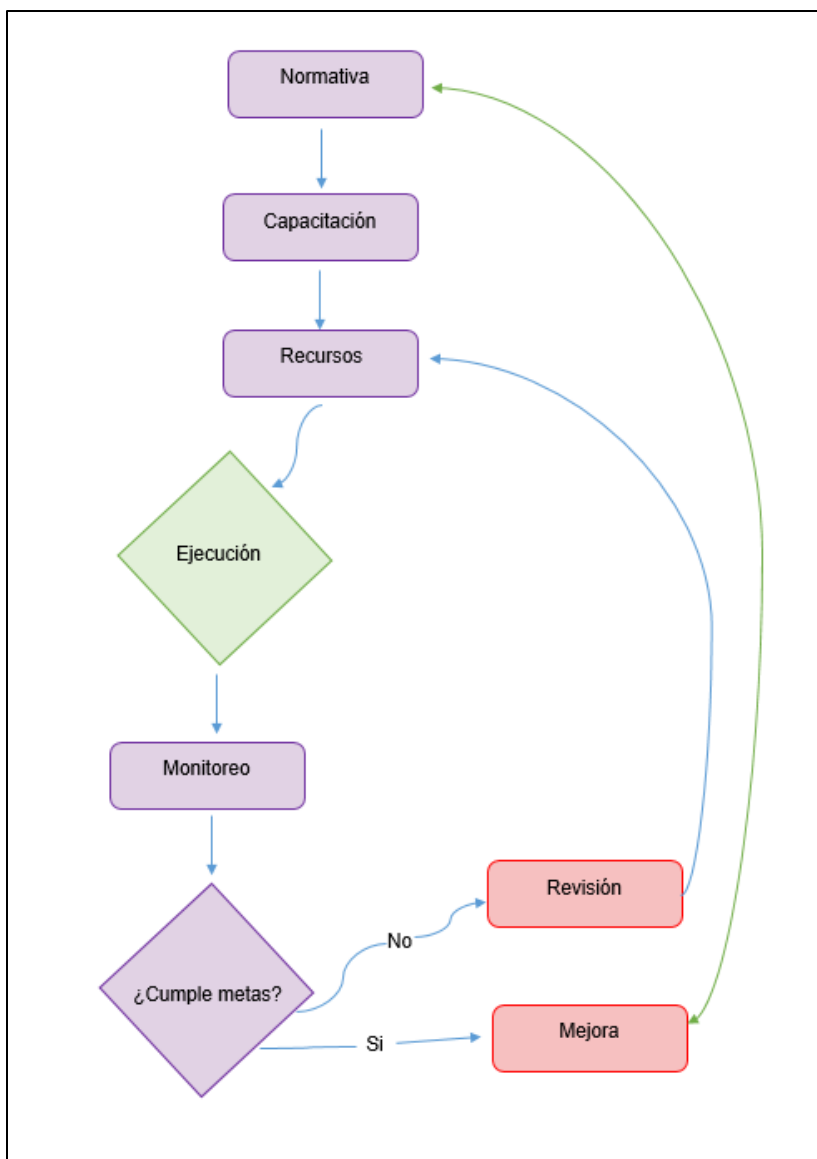 Normativa
Capacitación
Recursos
Ejecución
Monitoreo
¿Cumple metas?
No
Revisión
Si
Mejora